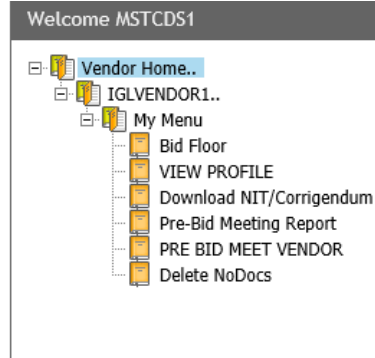 Welcome MSTCDS1
Vendor Home..
IGLVENDOR1..
My Menu
Bid Floor
VIEW PROFILE
Download NIT/Corrigendum
Pre-Bid Meeting Report
PRE BID MEET VENDOR
Delete NoDocs